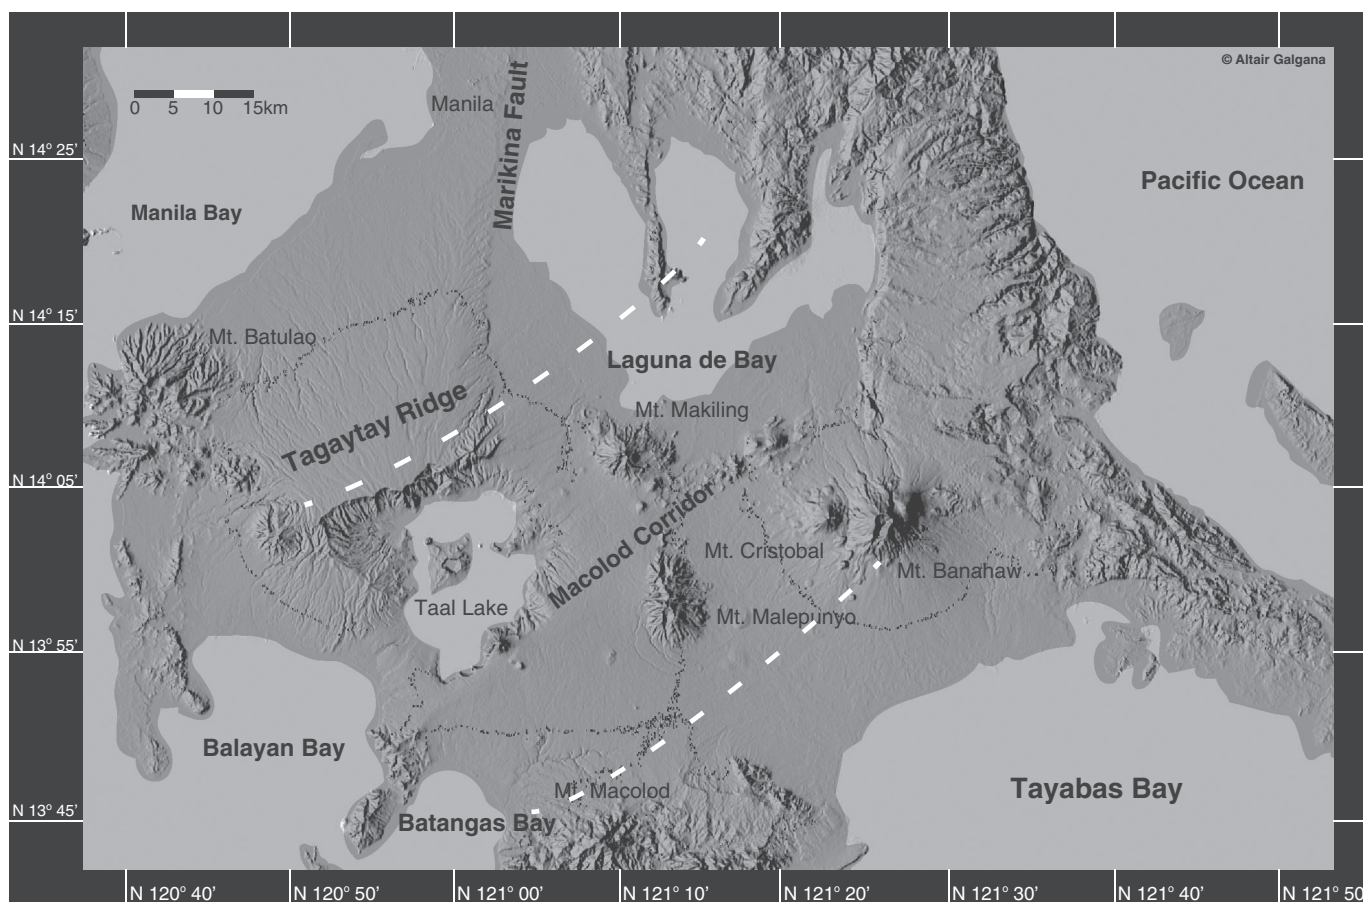 © Altair Galgana
0 5 10 15km
Manila
Marikina Fault
N 14° 25’
Pacific Ocean
Manila Bay
N 14° 15’
Mt. Batulao
Laguna de Bay
Tagaytay Ridge
Mt. Makiling
N 14° 05’
Macolod Corridor
Mt. Cristobal
Mt. Banahaw
Taal Lake
Mt. Malepunyo
N 13° 55’
Balayan Bay
Tayabas Bay
Mt. Macolod
N 13° 45’
Batangas Bay
N 120° 40’ N 120° 50’ N 121° 00’ N 121° 10’ N 121° 20’ N 121° 30’ N 121° 40’ N 121° 50